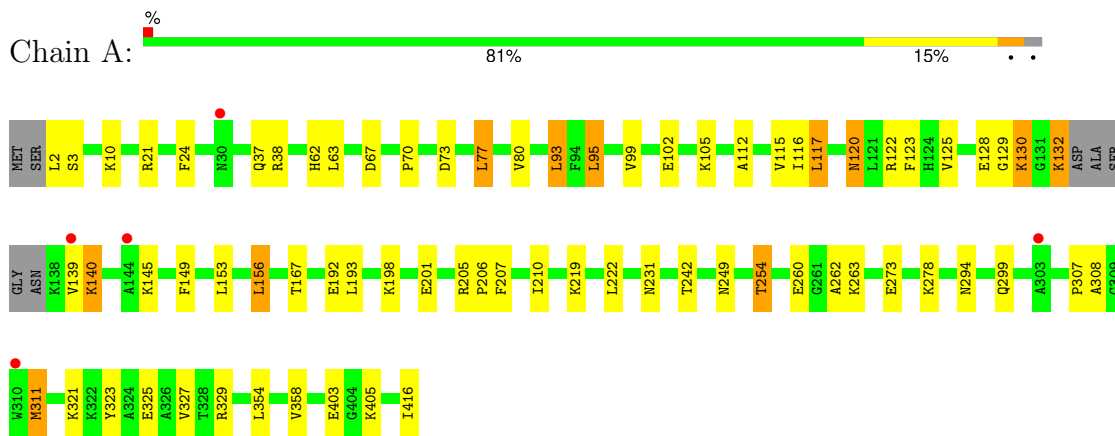 %
Chain A:
81% 15% • •
MET SER L2 S3 K10 R21 F24 N30 Q37 R38 H62 L63 D67 P70 D73 L77 V80 L93 F94 L95 V99 E102 K105 A112 V115 I116 L117 N120 L121 R122 F123 H124 V125 E128 G129 K130 G131 K132 ASP ALA SER
GLY ASN K138 V139 K140 A144 K145 F149 L153 L156 T167 E192 L193 K198 E201 R205 P206 F207 I210 K219 L222 N231 T242 N249 T254 E260 G261 A262 K263 E273 K278 N294 Q299 A303 P307 A308 C309
W310 M311 K321 K322 Y323 A324 E325 A326 V327 T328 R329 L354 V358 E403 G404 K405 I416